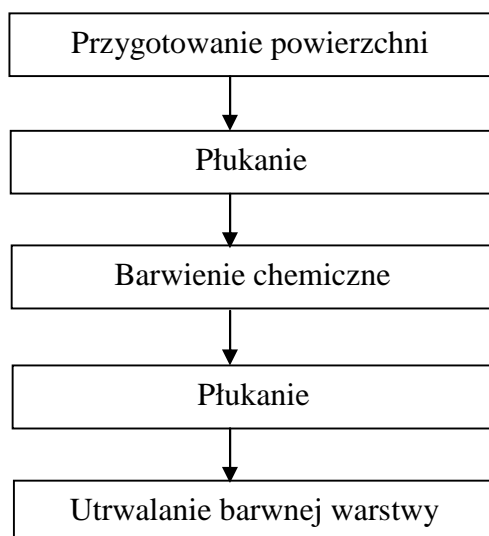 Przygotowanie powierzchni
Płukanie
Barwienie chemiczne
Płukanie
Utrwalanie barwnej warstwy